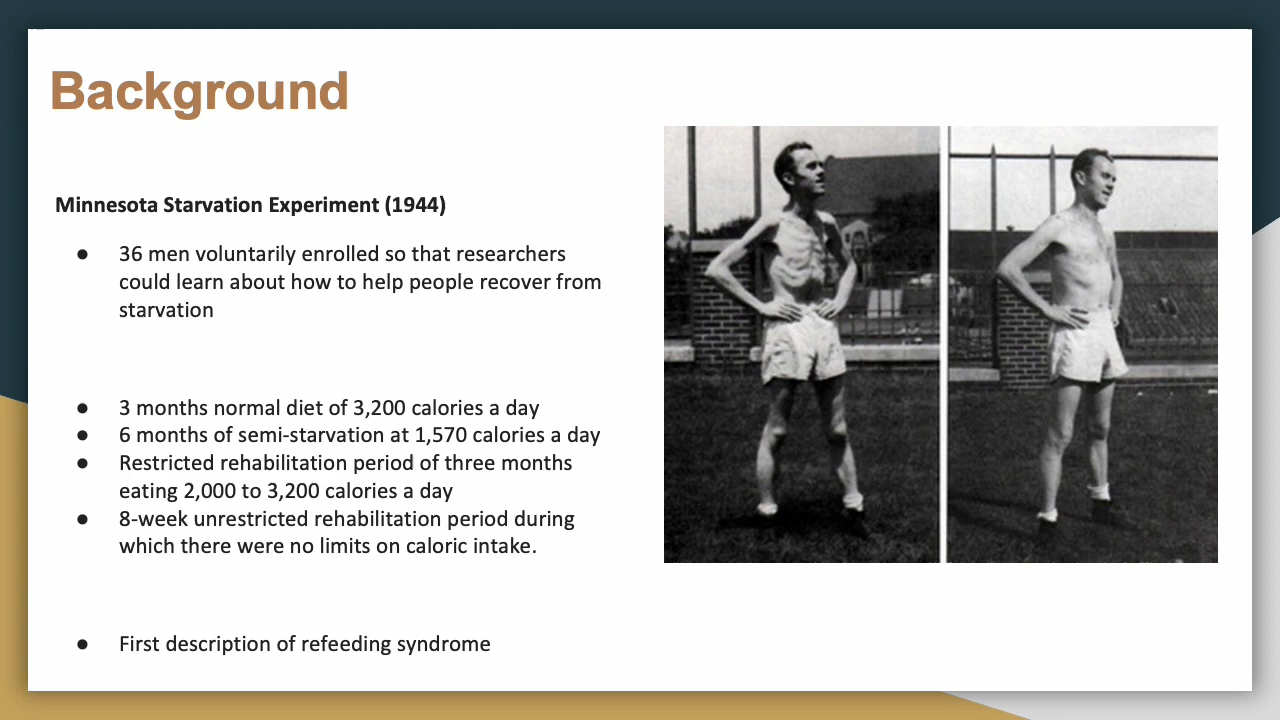 Background
Minnesota Starvation Experiment (1944)
● 36 men voluntarily enrolled so that researchers
could learn about how to help people recover from
starvation
● 3 months normal diet of 3,200 calories a day
● 6 months of semi-starvation at 1,570 calories a day
● Restricted rehabilitation period of three months
eating 2,000 to 3,200 calories a day
● 8-week unrestricted rehabilitation period during
which there were no limits on caloric intake.
● First description of refeeding syndrome